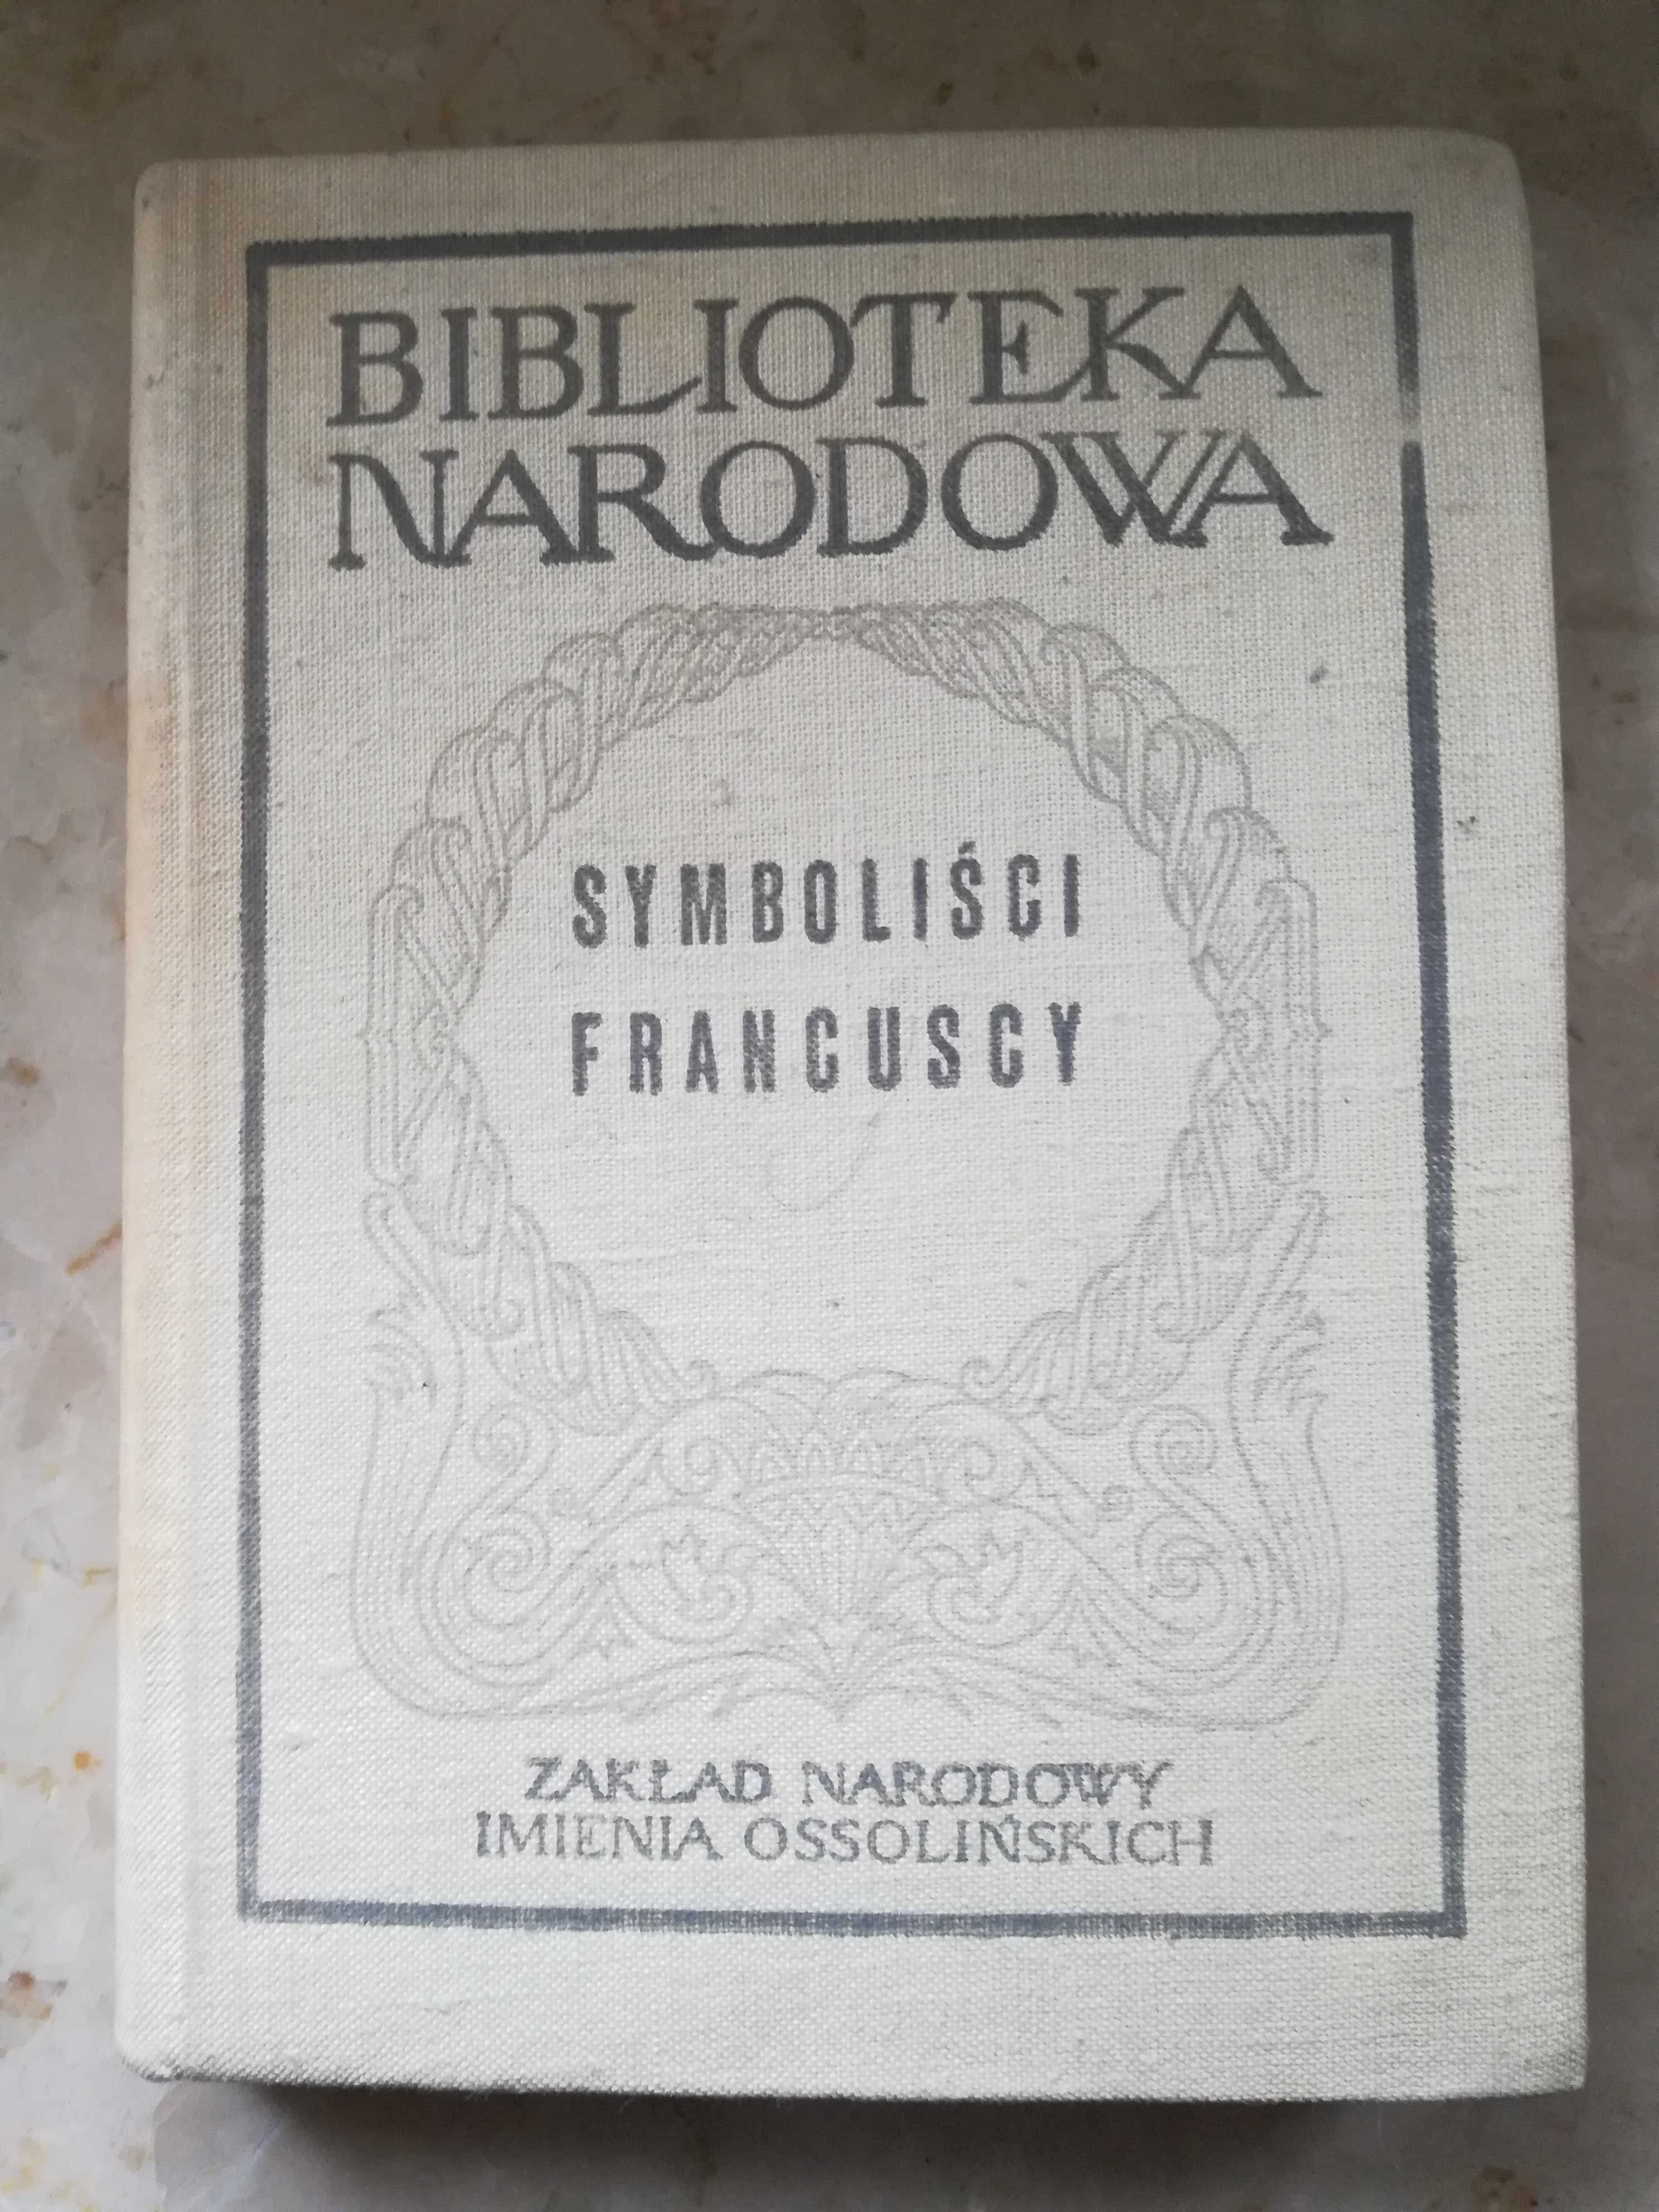 BIBLIOTEKA
NARODOWA
SYMBOLIŚCI
FRANCUSCY
ZAKŁAD NARODOWY
IMIENIA OSSOLIŃSKICH